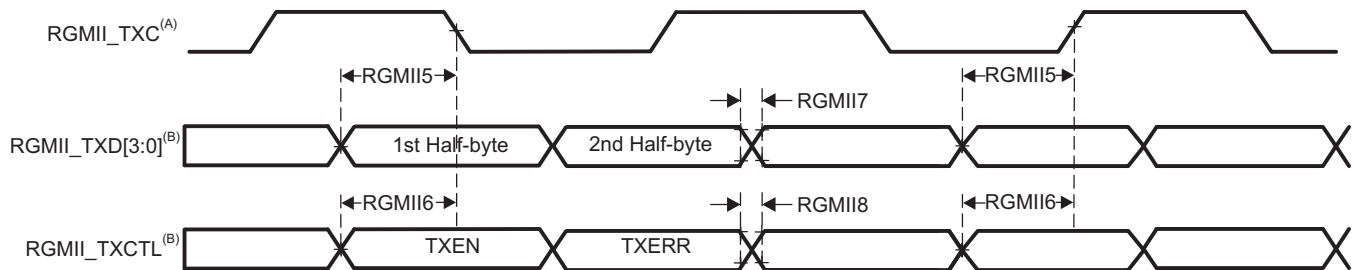 RGMII_TXC(A)
RGMII5 RGMII5
RGMII7
RGMII_TXD[3:0](B) 1st Half-byte 2nd Half-byte
RGMII6 RGMII8 RGMII6
RGMII_TXCTL(B) TXEN TXERR